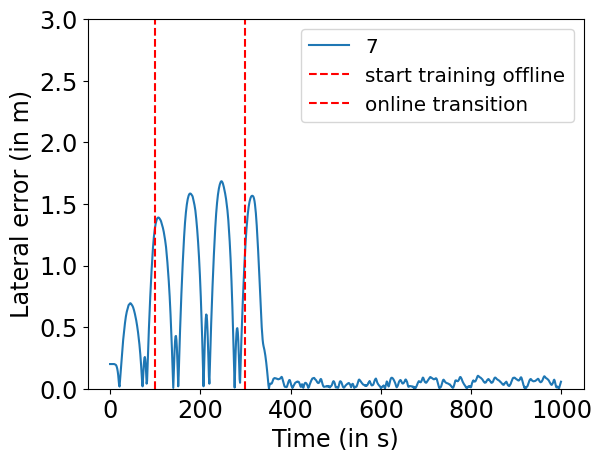 3.0
2.5
2.0
1.5
1.0
0.5
0.0
Lateral error (in m)
7
start training offline
online transition
0 200 400 600 800 1000
Time (in s)